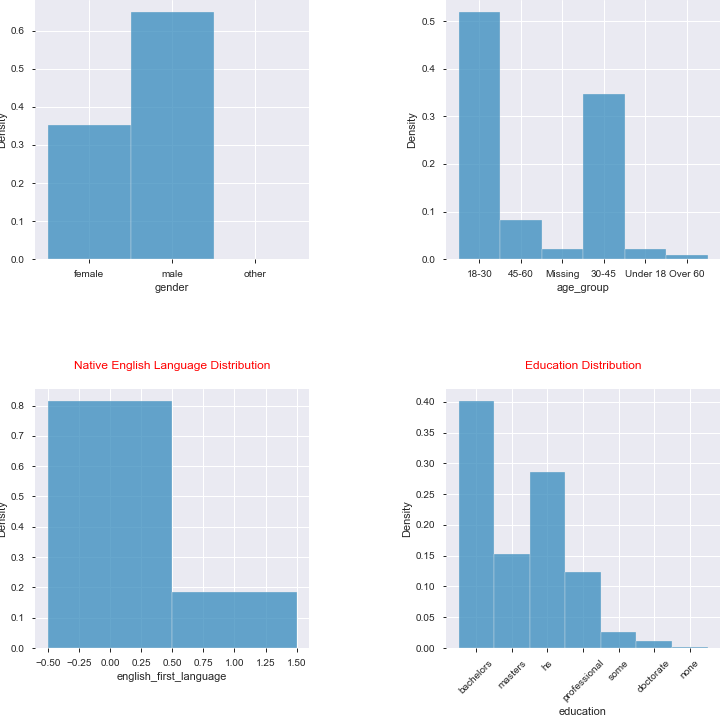 0.6
0.5
0.4
0.3
0.2
0.1
0.0
Density
female male other
gender
0.5
0.4
0.3
0.2
0.1
0.0
Density
18-30 45-60 Missing 30-45 Under 18 Over 60
age_group
Native English Language Distribution
0.8
0.7
0.6
0.5
0.4
0.3
0.2
0.1
0.0
Density
−0.50 −0.25 0.00 0.25 0.50 0.75 1.00 1.25 1.50
english_first_language
Education Distribution
0.40
0.35
0.30
0.25
0.20
0.15
0.10
0.05
0.00
Density
bachelors masters hs professional some doctorate none
education